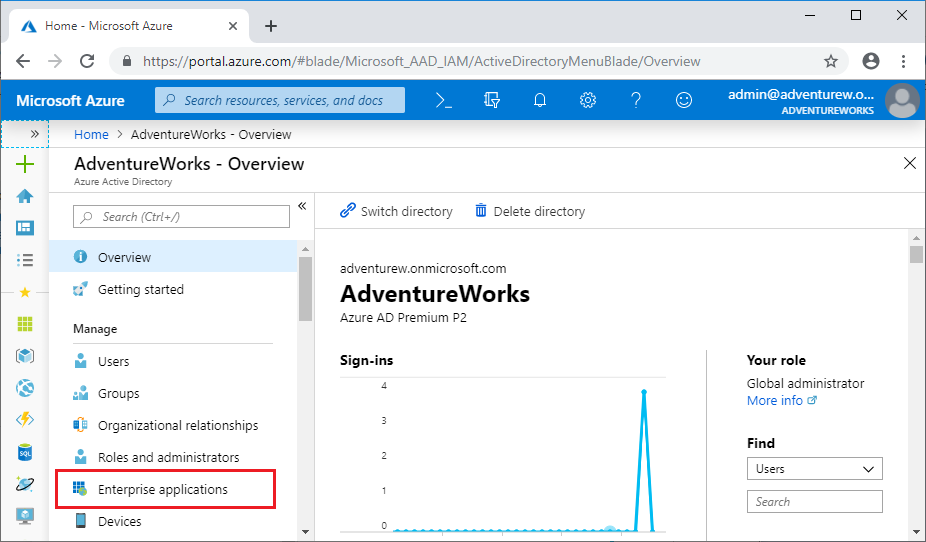 Home - Microsoft Azure
https://portal.azure.com/#blade/Microsoft_AAD_IAM/ActiveDirectoryMenuBlade/Overview
Microsoft Azure
Search resources, services, and docs
admin@adventurew.o...
ADVENTUREWORKS
Home > AdventureWorks - Overview
AdventureWorks - Overview
Azure Active Directory
Search (Ctrl+/)
Switch directory
Delete directory
Overview
Getting started
Manage
Users
Groups
Organizational relationships
Roles and administrators
Enterprise applications
Devices
adventurew.onmicrosoft.com
AdventureWorks
Azure AD Premium P2
Sign-ins
4
3
2
1
0
Your role
Global administrator
More info
Find
Users
Search
SQL